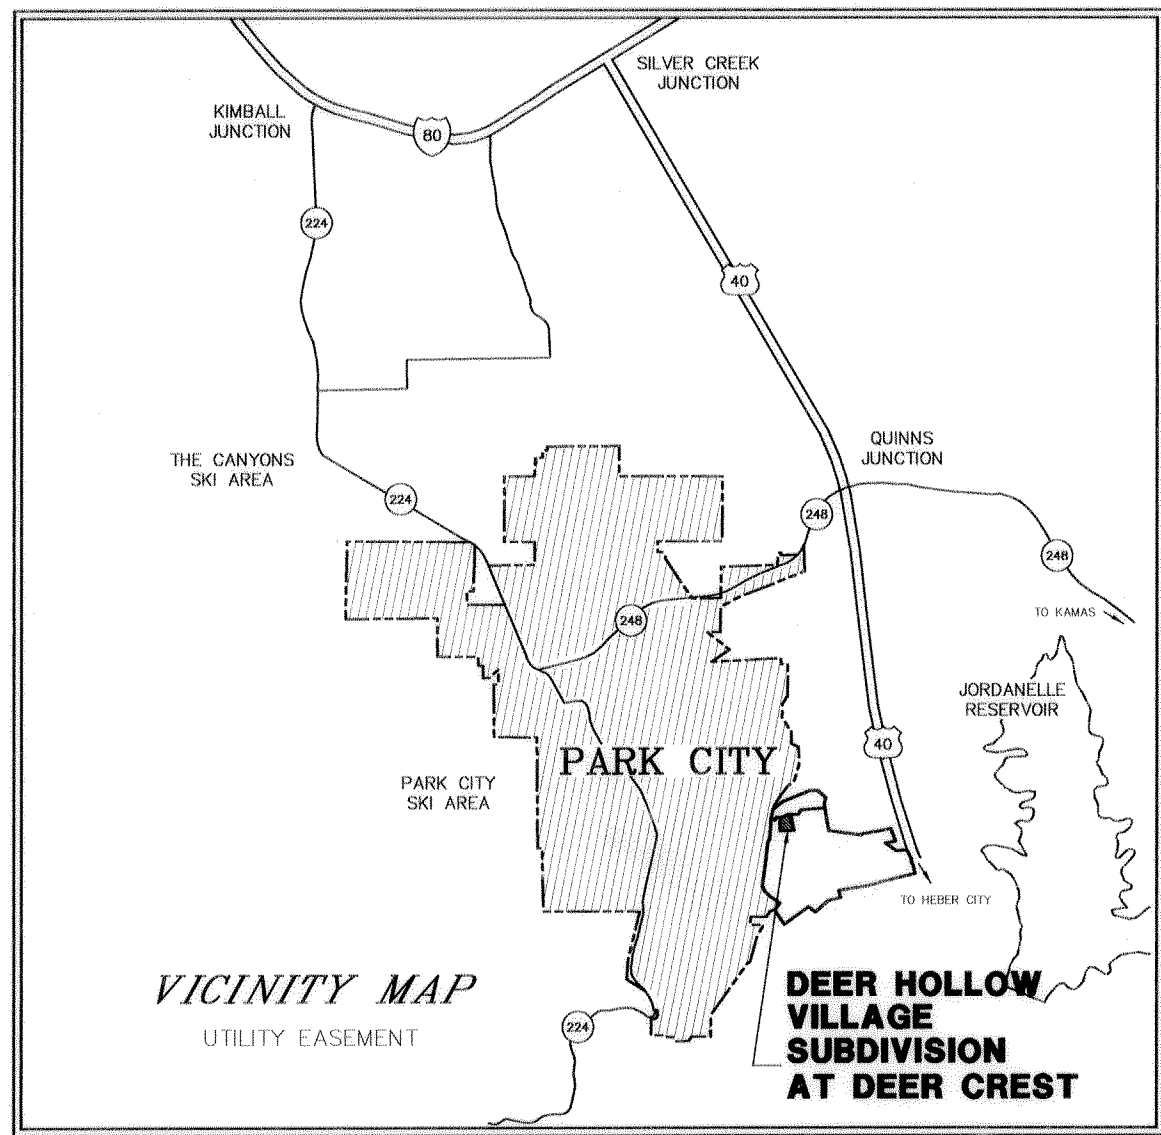 SILVER CREEK
JUNCTION
KIMBALL
JUNCTION
80
224
40
QUINNS
JUNCTION
THE CANYONS
SKI AREA
224
248
248
TO KAMAS
248
JORDANELLE
RESERVOIR
40
PARK CITY
PARK CITY
SKI AREA
TO HEBER CITY
VICINITY MAP
UTILITY EASEMENT
224
DEER HOLLOW
VILLAGE
SUBDIVISION
AT DEER CREST